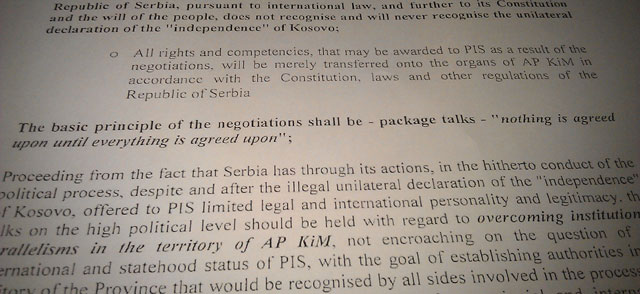 Republic of Serbia, pursuant to international law, and further to its Constitution
and the will of the people, does not recognise and will never recognise the unilateral
declaration of the "independence" of Kosovo;
o All rights and competencies, that may be awarded to PIS as a result of the
negotiations, will be merely transferred onto the organs of AP KiM in
accordance with the Constitution, laws and other regulations of the
Republic of Serbia
The basic principle of the negotiations shall be - package talks - "nothing is agreed
upon until everything is agreed upon";
Proceeding from the fact that Serbia has through its actions, in the hitherto conduct of the
political process, despite and after the illegal unilateral declaration of the "independence"
f Kosovo, offered to PIS limited legal and international personality and legitimacy. th
lks on the high political level should be held with regard to overcoming institution
rallelisms in the territory of AP KiM, not encroaching on the question of
ernational and statehood status of PIS, with the goal of establishing authorities in
itory of the Province that would be recognised by all sides involved in the process